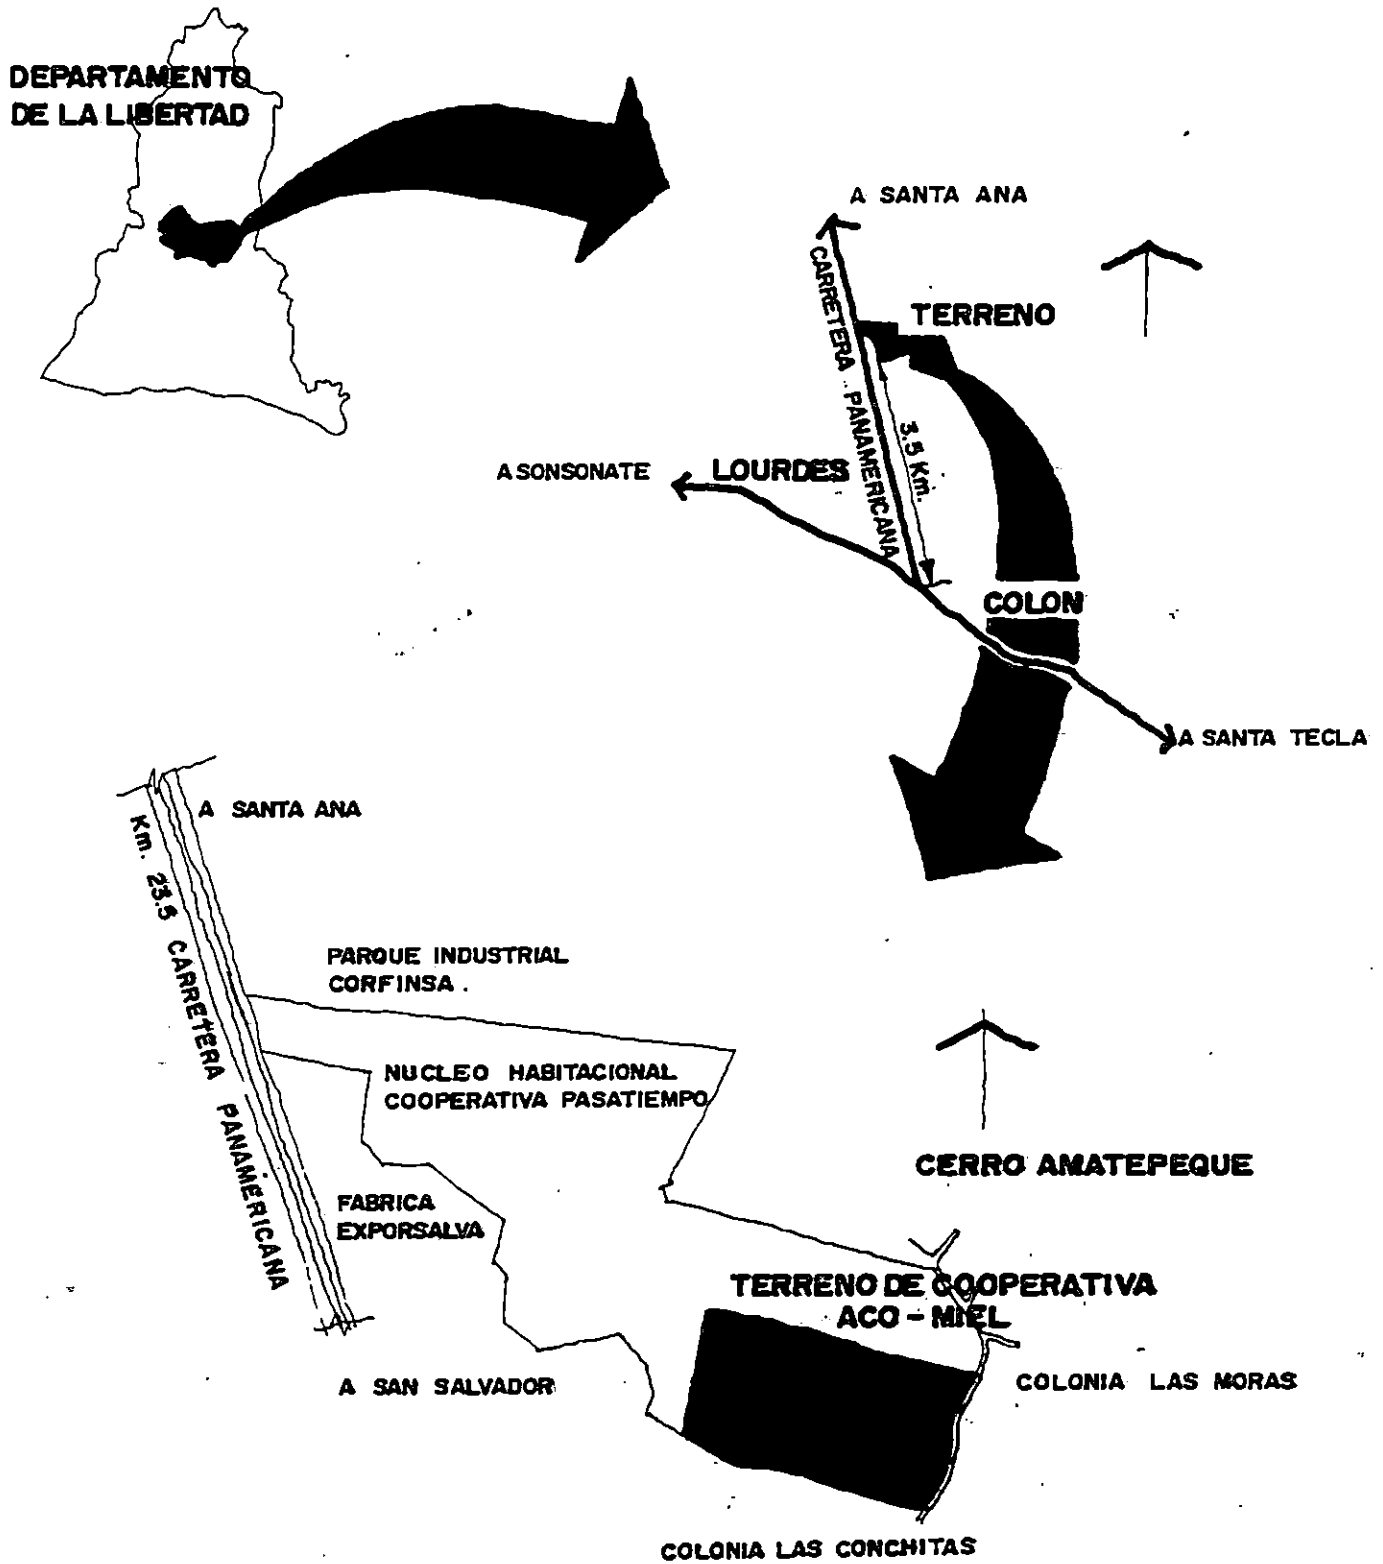 DEPARTAMENTO
DE LA LIBERTAD
A SANTA ANA
CARRETERA PANAMERICANA
TERRENO
3.5 Km.
A SONSONATE
LOURDES
COLON
A SANTA TECLA
A SANTA ANA
Km. 23.5 CARRETERA PANAMERICANA
PARQUE INDUSTRIAL
CORFINSA.
NUCLEO HABITACIONAL
COOPERATIVA PASATIEMPO
CERRO AMATEPEQUE
FABRICA
EXPORSALVA
TERRENO DE COOPERATIVA
ACO-MIEL
A SAN SALVADOR
COLONIA LAS MORAS
COLONIA LAS CONCHITAS